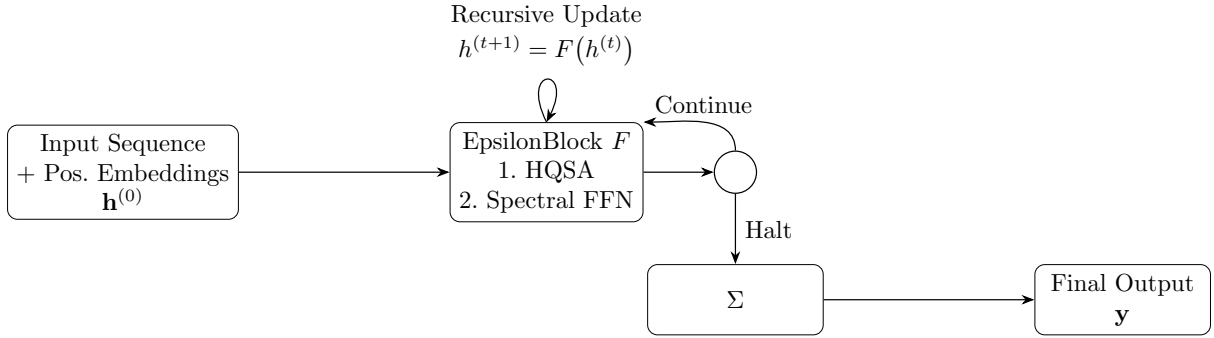 Recursive Update
h^{(t+1)} = F(h^{(t)})
Continue
Input Sequence
+ Pos. Embeddings
h^{(0)}
EpsilonBlock F
1. HQSA
2. Spectral FFN
Halt
Σ
Final Output
y